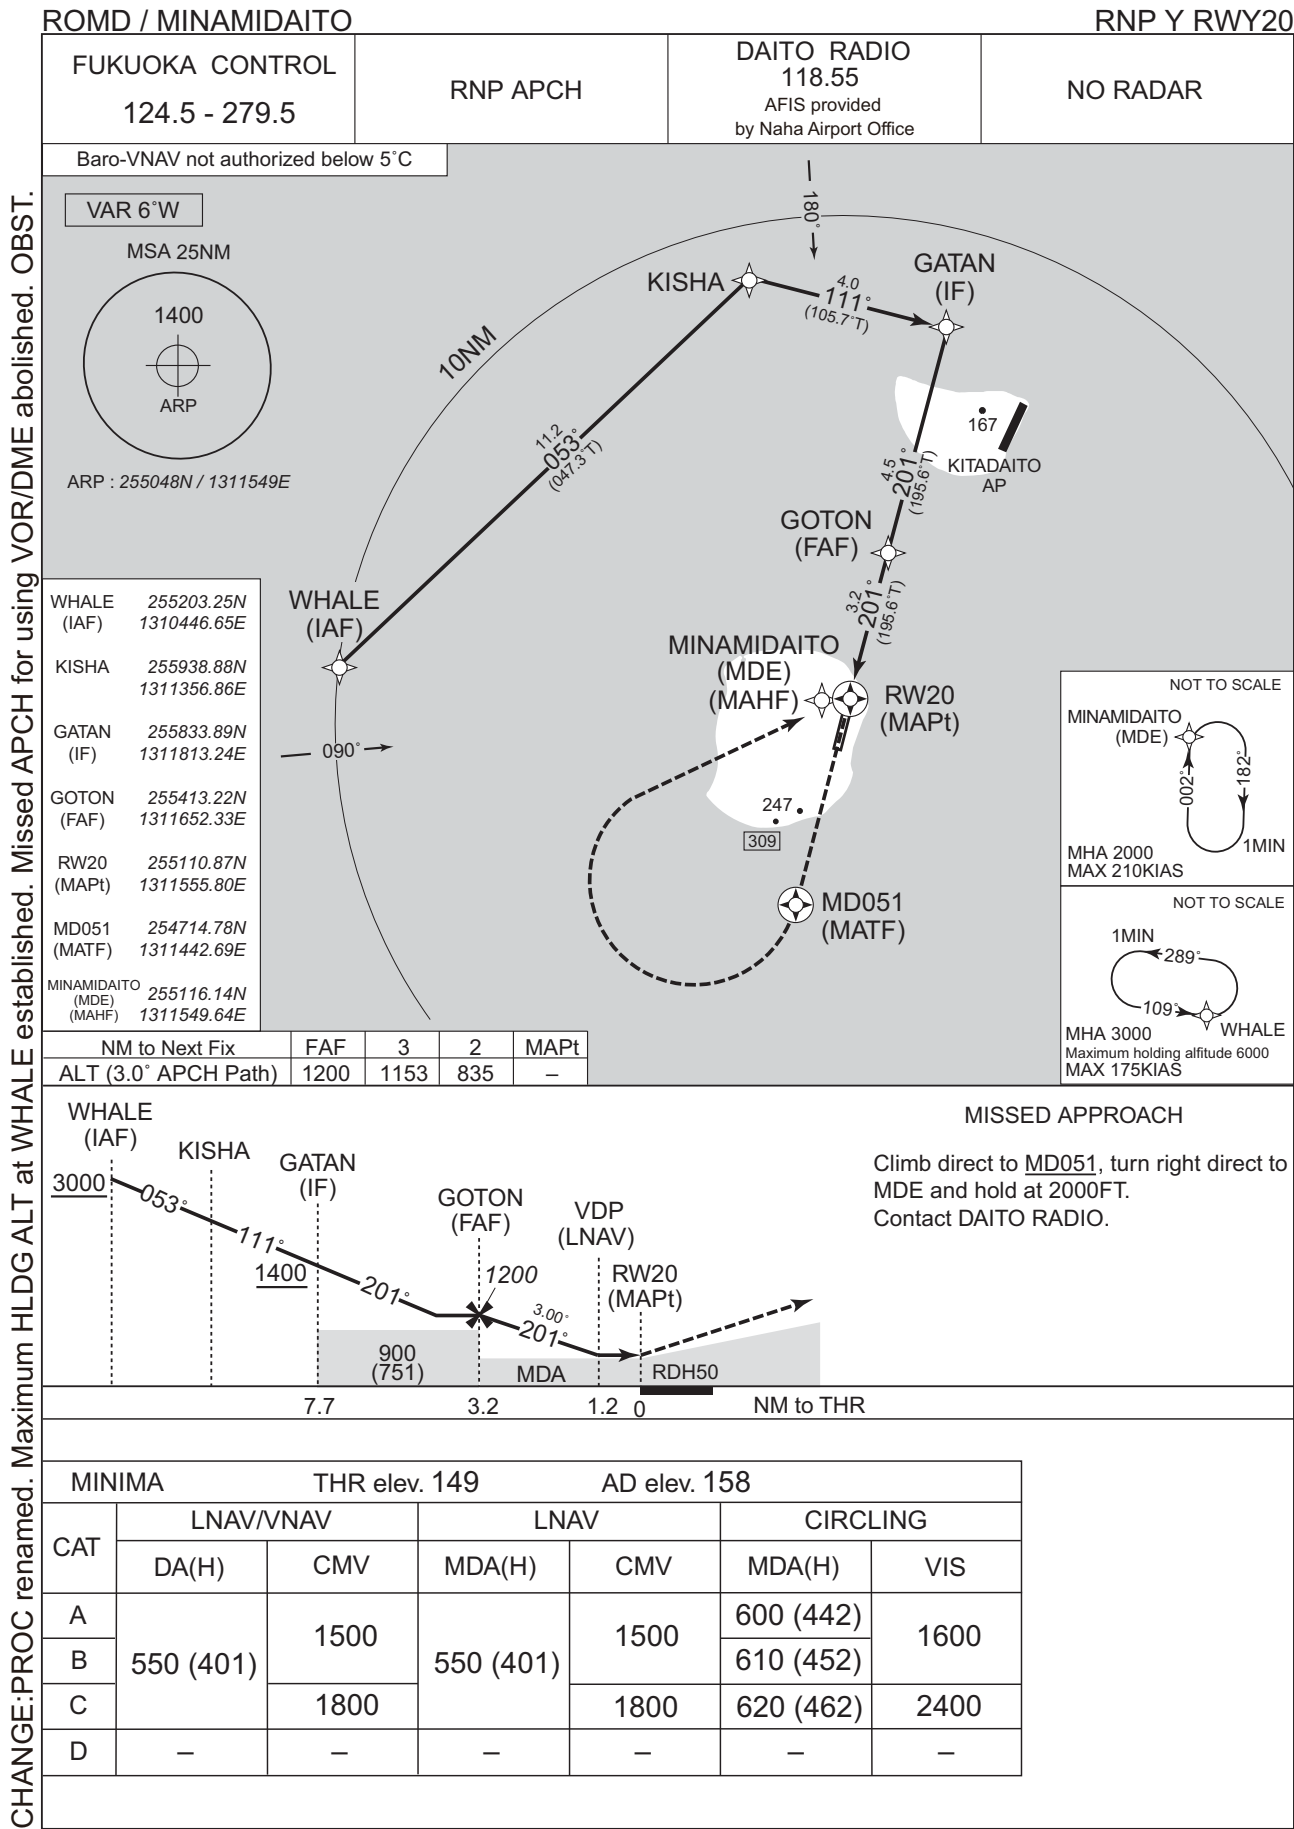 ROMD / MINAMIDAITO
RNP Y RWY20
FUKUOKA CONTROL
124.5 - 279.5
RNP APCH
DAITO RADIO
118.55
AFIS provided
by Naha Airport Office
NO RADAR
Baro-VNAV not authorized below 5˚C
VAR 6˚W
MSA 25NM
1400
ARP
ARP : 255048N / 1311549E
10NM
180˚
090˚
KISHA
4.0
111˚
(105.7˚T)
GATAN
(IF)
11.2
053˚
(047.3˚T)
167
KITADAITO
AP
4.5
201˚
(195.6˚T)
GOTON
(FAF)
3.2
201˚
(195.6˚T)
WHALE
(IAF)
MINAMIDAITO
(MDE)
(MAHF)
RW20
(MAPt)
247
309
MD051
(MATF)
WHALE 255203.25N
(IAF) 1310446.65E
KISHA 255938.88N
1311356.86E
GATAN 255833.89N
(IF) 1311813.24E
GOTON 255413.22N
(FAF) 1311652.33E
RW20 255110.87N
(MAPt) 1311555.80E
MD051 254714.78N
(MATF) 1311442.69E
MINAMIDAITO
(MDE) 255116.14N
(MAHF) 1311549.64E
NOT TO SCALE
MINAMIDAITO
(MDE)
002˚
182˚
1MIN
MHA 2000
MAX 210KIAS
NOT TO SCALE
1MIN
289˚
109˚
WHALE
MHA 3000
Maximum holding alfitude 6000
MAX 175KIAS
NM to Next Fix FAF 3 2 MAPt
ALT (3.0˚ APCH Path) 1200 1153 835 –
WHALE
(IAF)
KISHA
GATAN
(IF)
GOTON
(FAF)
VDP
(LNAV)
RW20
(MAPt)
3000
053˚
111˚
1400
201˚
1200
3.00˚
201˚
900
(751)
MDA
RDH50
7.7 3.2 1.2 0 NM to THR
MISSED APPROACH
Climb direct to MD051, turn right direct to
MDE and hold at 2000FT.
Contact DAITO RADIO.
MINIMA THR elev. 149 AD elev. 158
CAT LNAV/VNAV LNAV CIRCLING
DA(H) CMV MDA(H) CMV MDA(H) VIS
A 550 (401) 1500 550 (401) 1500 600 (442) 1600
B 610 (452)
C 1800 1800 620 (462) 2400
D – – – – – –
CHANGE:PROC renamed. Maximum HLDG ALT at WHALE established. Missed APCH for using VOR/DME abolished. OBST.